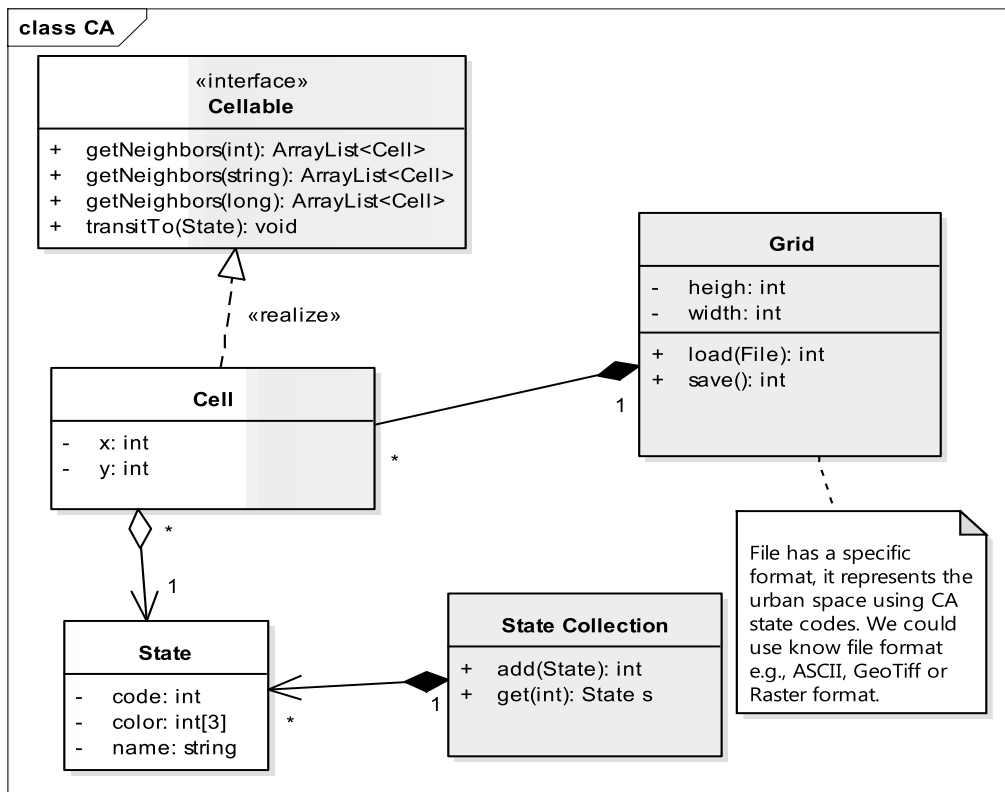 class CA
«interface»
Cellable
+ getNeighbors(int): ArrayList<Cell>
+ getNeighbors(string): ArrayList<Cell>
+ getNeighbors(long): ArrayList<Cell>
+ transitTo(State): void
Grid
- heigh: int
- width: int
+ load(File): int
+ save(): int
«realize»
Cell
- x: int
- y: int
1
*
*
1
File has a specific
format, it represents the
urban space using CA
state codes. We could
use know file format
e.g., ASCII, GeoTiff or
Raster format.
State
- code: int
- color: int[3]
- name: string
State Collection
+ add(State): int
+ get(int): State s
1
*